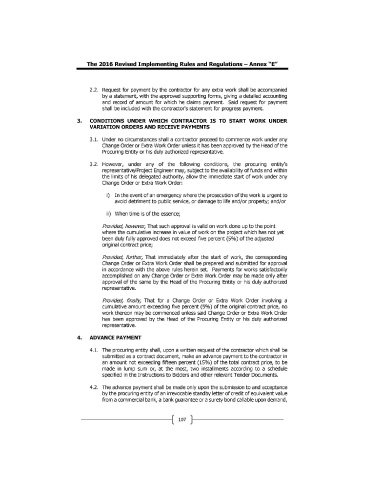 The 2016 Revised Implementing Rules and Regulations – Annex "E"
2.2. Request for payment by the contractor for any extra work shall be accompanied
by a statement, with the approved supporting forms, giving a detailed accounting
and record of amount for which he claims payment. Said request for payment
shall be included with the contractor's statement for progress payment.
3. CONDITIONS UNDER WHICH CONTRACTOR IS TO START WORK UNDER
VARIATION ORDERS AND RECEIVE PAYMENTS
3.1. Under no circumstances shall a contractor proceed to commence work under any
Change Order or Extra Work Order unless it has been approved by the Head of the
Procuring Entity or his duly authorized representative.
3.2. However, under any of the following conditions, the procuring entity's
representative/Project Engineer may, subject to the availability of funds and within
the limits of his delegated authority, allow the immediate start of work under any
Change Order or Extra Work Order:
i) In the event of an emergency where the prosecution of the work is urgent to
avoid detriment to public service, or damage to life and/or property; and/or
ii) When time is of the essence;
Provided, however, That such approval is valid on work done up to the point
where the cumulative increase in value of work on the project which has not yet
been duly fully approved does not exceed five percent (5%) of the adjusted
original contract price;
Provided, further, That immediately after the start of work, the corresponding
Change Order or Extra Work Order shall be prepared and submitted for approval
in accordance with the above rules herein set. Payments for works satisfactorily
accomplished on any Change Order or Extra Work Order may be made only after
approval of the same by the Head of the Procuring Entity or his duly authorized
representative.
Provided, finally, That for a Change Order or Extra Work Order involving a
cumulative amount exceeding five percent (5%) of the original contract price, no
work thereon may be commenced unless said Change Order or Extra Work Order
has been approved by the Head of the Procuring Entity or his duly authorized
representative.
4. ADVANCE PAYMENT
4.1. The procuring entity shall, upon a written request of the contractor which shall be
submitted as a contract document, make an advance payment to the contractor in
an amount not exceeding fifteen percent (15%) of the total contract price, to be
made in lump sum or, at the most, two installments according to a schedule
specified in the Instructions to Bidders and other relevant Tender Documents.
4.2. The advance payment shall be made only upon the submission to and acceptance
by the procuring entity of an irrevocable standby letter of credit of equivalent value
from a commercial bank, a bank guarantee or a surety bond callable upon demand,
197